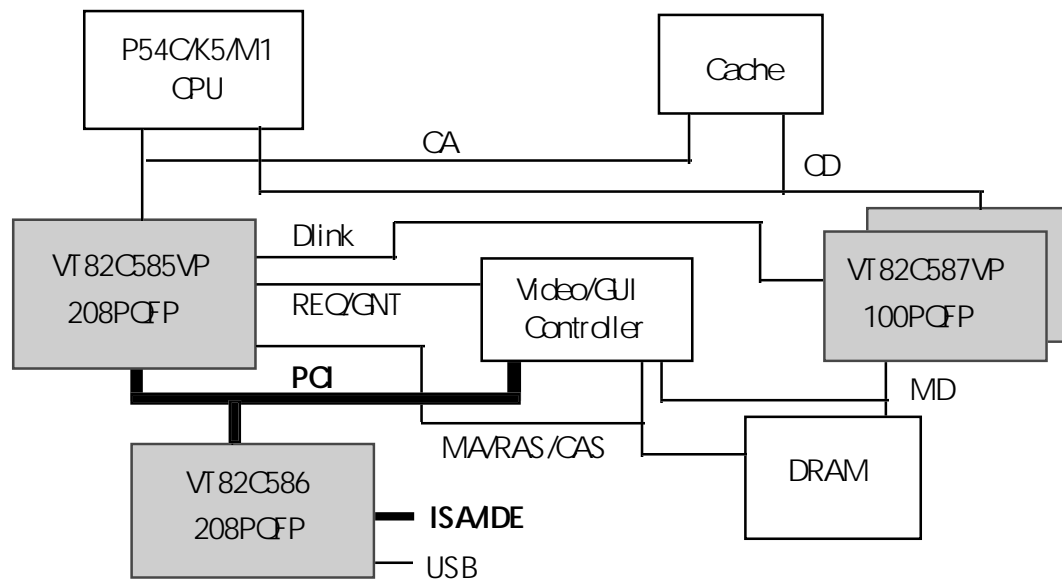 P54C/K5/M1
CPU
Cache
CA
CD
Dlink
VT82C585VP
208PQFP
REQ/GNT
Video/GUI
Controller
VT82C587VP
100PQFP
PCI
MD
MA/RAS/CAS
DRAM
VT82C586
208PQFP
ISA/IDE
USB